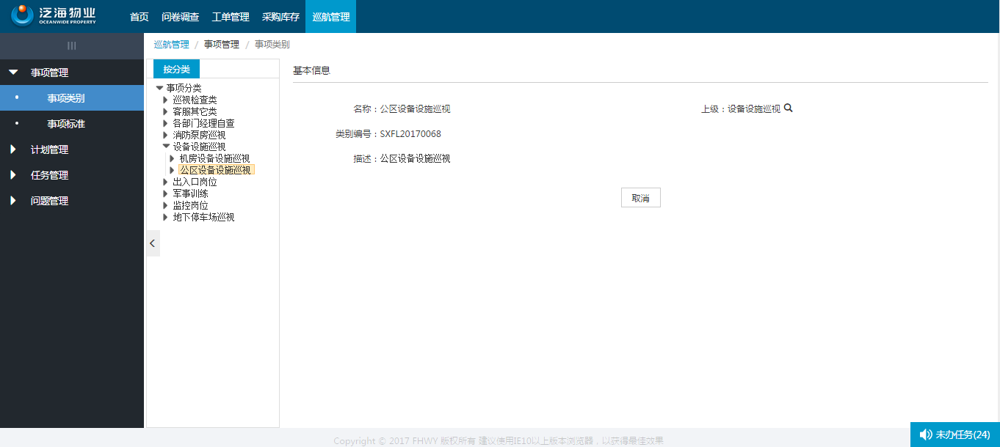 泛海物业
OCEANWIDE PROPERTY
首页 问卷调查 工单管理 采购库存 巡航管理
巡航管理 / 事项管理 / 事项类别
事项管理
事项类别
事项标准
计划管理
任务管理
问题管理
按分类
事项分类
巡视检查类
客服其它类
各部门经理自查
消防泵房巡视
设备设施巡视
机房设备设施巡视
公区设备设施巡视
出入口岗位
军事训练
监控岗位
地下停车场巡视
基本信息
名称：公区设备设施巡视 上级：设备设施巡视
类别编号：SXFL20170068
描述：公区设备设施巡视
取消
Copyright © 2017 FHWY 版权所有 建议使用IE10以上版本浏览器，以获得最佳效果
未办任务(24)